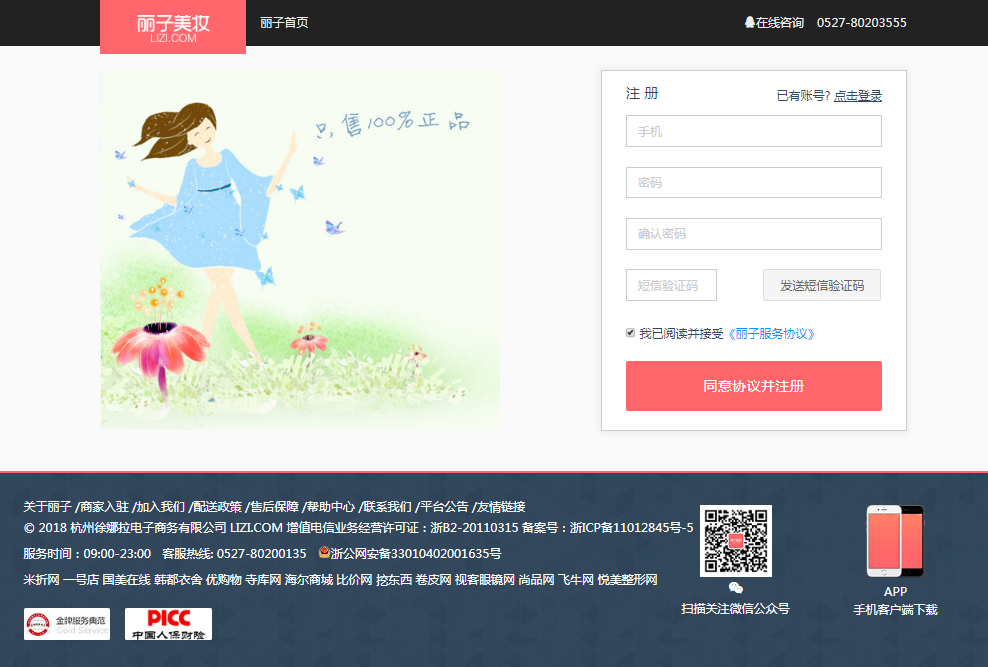 丽子美妆
LIZI.COM
丽子首页
在线咨询 0527-80203555
只售100%正品
注 册
已有账号? 点击登录
手机
密码
确认密码
短信验证码
发送短信验证码
我已阅读并接受《丽子服务协议》
同意协议并注册
关于丽子 /商家入驻 /加入我们 /配送政策 /售后保障 /帮助中心 /联系我们 /平台公告 /友情链接
© 2018 杭州徐娜拉电子商务有限公司 LIZI.COM 增值电信业务经营许可证：浙B2-20110315 备案号：浙ICP备11012845号-5
服务时间：09:00-23:00 客服热线: 0527-80200135 浙公网安备33010402001635号
米折网 一号店 国美在线 韩都衣舍 优购物 寺库网 海尔商城 比价网 挖东西 卷皮网 视客眼镜网 尚品网 飞牛网 悦美整形网
金牌服务典范
Gold Service
PICC
中国人保财险
扫描关注微信公众号
APP
手机客户端下载